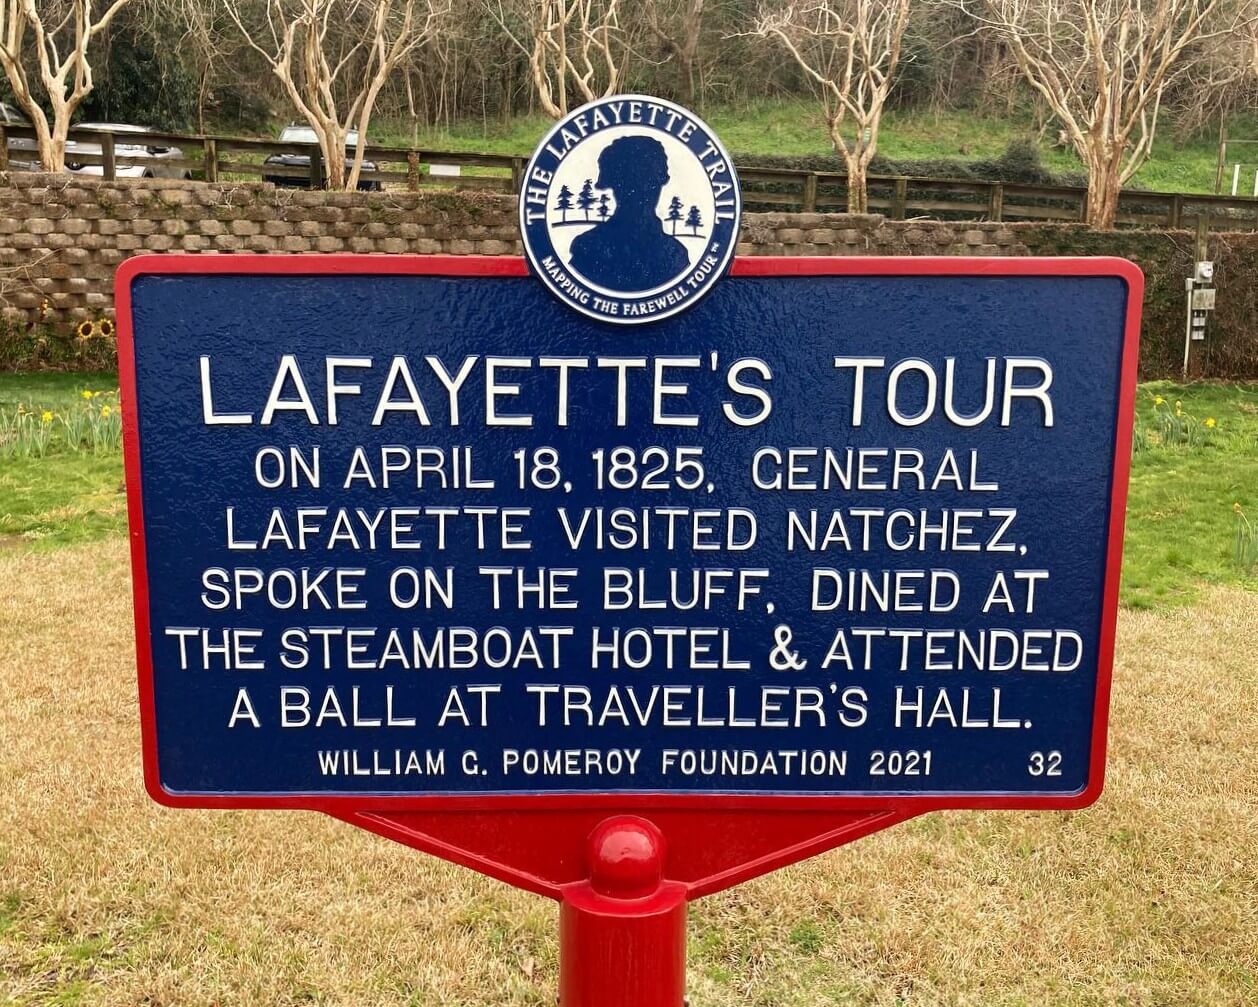 THE LAFAYETTE TRAIL
MAPPING THE FAREWELL TOUR™
LAFAYETTE'S TOUR
ON APRIL 18, 1825, GENERAL
LAFAYETTE VISITED NATCHEZ,
SPOKE ON THE BLUFF, DINED AT
THE STEAMBOAT HOTEL & ATTENDED
A BALL AT TRAVELLER'S HALL.
WILLIAM G. POMEROY FOUNDATION 2021 32